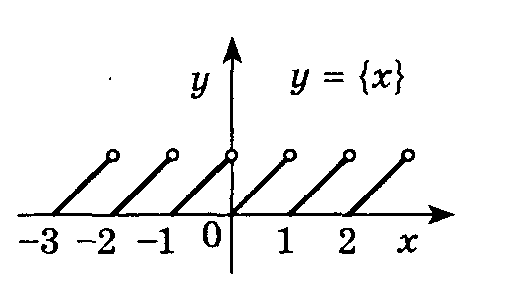 y y = {x}
-3 -2 -1 0 1 2 x